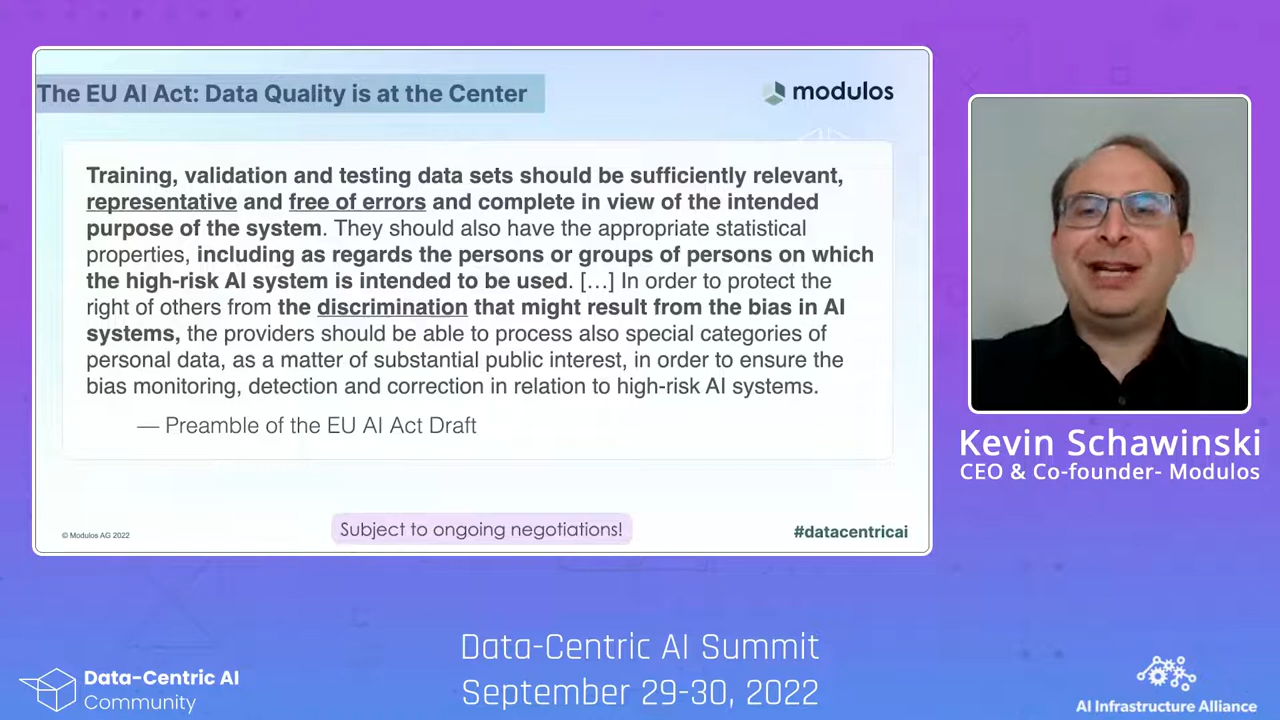 The EU AI Act: Data Quality is at the Center
modulos
Training, validation and testing data sets should be sufficiently relevant,
representative and free of errors and complete in view of the intended
purpose of the system. They should also have the appropriate statistical
properties, including as regards the persons or groups of persons on which
the high-risk AI system is intended to be used. […] In order to protect the
right of others from the discrimination that might result from the bias in AI
systems, the providers should be able to process also special categories of
personal data, as a matter of substantial public interest, in order to ensure the
bias monitoring, detection and correction in relation to high-risk AI systems.
— Preamble of the EU AI Act Draft
© Modulos AG 2022
Subject to ongoing negotiations!
#datacentricai
Kevin Schawinski
CEO & Co-founder- Modulos
Data-Centric AI Summit
September 29-30, 2022
Data-Centric AI
Community
AI Infrastructure Alliance